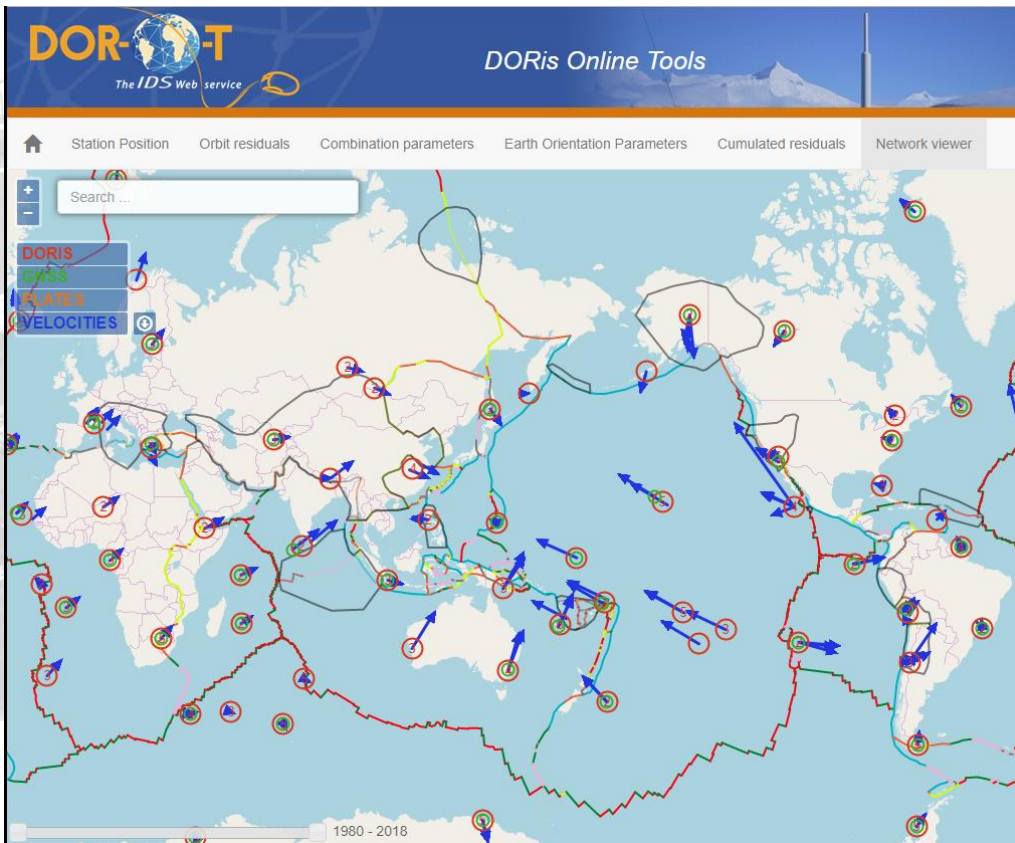 DOR-T
The IDS Web service
DORis Online Tools
Station Position Orbit residuals Combination parameters Earth Orientation Parameters Cumulated residuals Network viewer
+
Search ...
−
DORIS
GNSS
PLATES
VELOCITIES
1980 - 2018